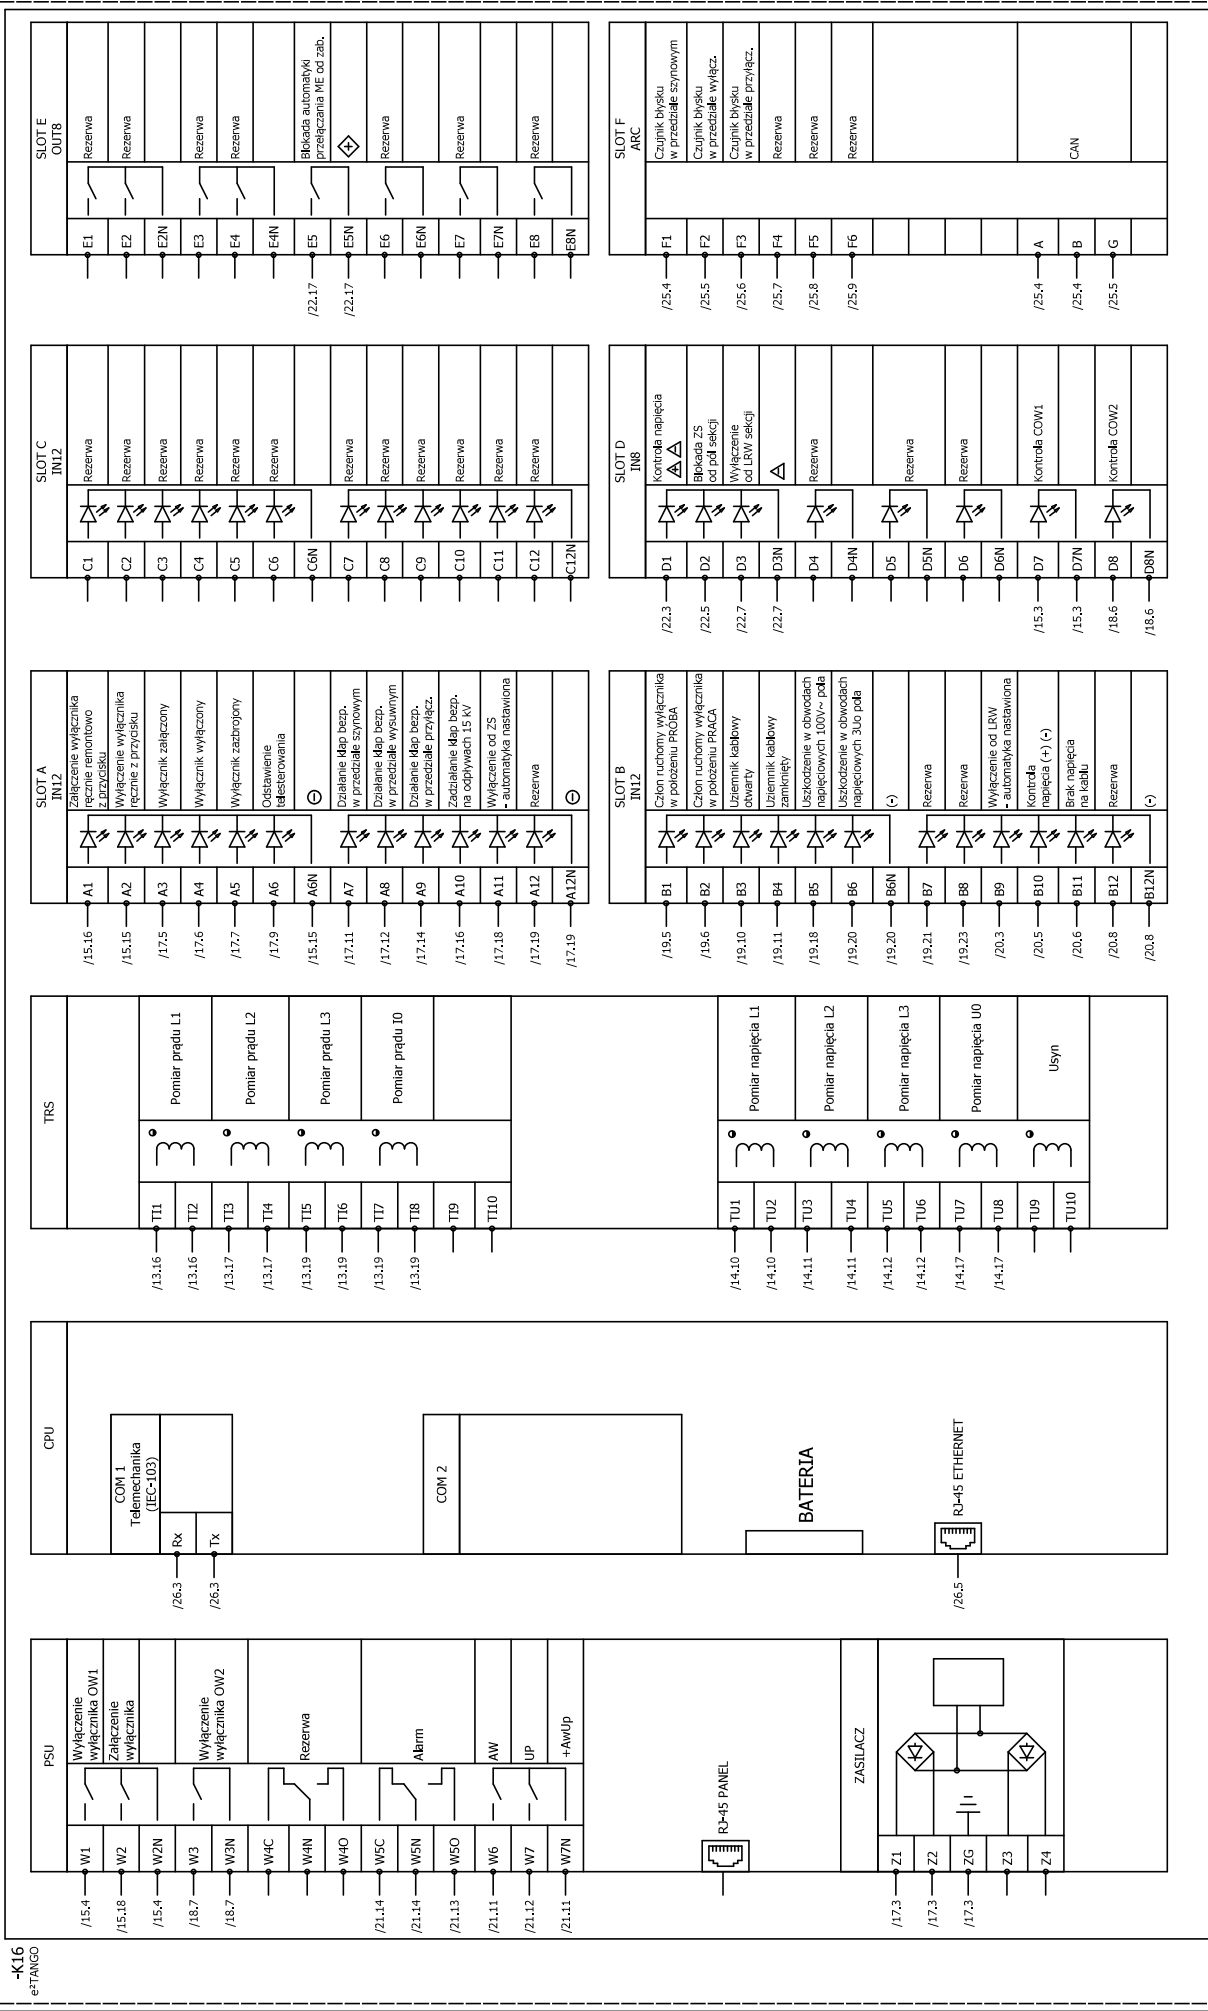 -K16
e²TANGO
PSU
W1
/15.4
Wyłączenie
wyłącznika OW1
W2
/15.18
Załączenie
wyłącznika
W2N
/15.4
W3
/18.7
Wyłączenie
wyłącznika OW2
W3N
/18.7
W4C
W4N
Rezerwa
W4O
W5C
/21.14
W5N
/21.14
Alarm
W5O
/21.13
W6
/21.11
AW
W7
/21.12
UP
W7N
/21.11
+AwUp
RJ-45 PANEL
ZASILACZ
Z1
/17.3
Z2
/17.3
ZG
/17.3
Z3
Z4
CPU
COM 1
Telemechanika
(IEC-103)
Rx
/26.3
Tx
/26.3
COM 2
BATERIA
RJ-45 ETHERNET
/26.5
TRS
TI1
/13.16
TI2
/13.16
Pomiar prądu L1
TI3
/13.17
TI4
/13.17
Pomiar prądu L2
TI5
/13.19
TI6
/13.19
Pomiar prądu L3
TI7
/13.19
TI8
/13.19
Pomiar prądu I0
TI9
TI10
TU1
/14.10
TU2
/14.10
Pomiar napięcia L1
TU3
/14.11
TU4
/14.11
Pomiar napięcia L2
TU5
/14.12
TU6
/14.12
Pomiar napięcia L3
TU7
/14.17
TU8
/14.17
Pomiar napięcia U0
TU9
TU10
Usyn
SLOT A
IN12
A1
/15.16
Załączenie wyłącznika
ręcznie remontowo
z przycisku
A2
/15.15
Wyłączenie wyłącznika
ręcznie z przycisku
A3
/17.5
Wyłącznik załączony
A4
/17.6
Wyłącznik wyłączony
A5
/17.7
Wyłącznik zazbrojony
A6
/17.9
Odstawienie
telesterowania
A6N
/15.15
A7
/17.11
Działanie klap bezp.
w przedziale szynowym
A8
/17.12
Działanie klap bezp.
w przedziale wysuwnym
A9
/17.14
Działanie klap bezp.
w przedziale przyłącz.
A10
/17.16
Zadziałanie klap bezp.
na odpływach 15 kV
A11
/17.18
Wyłączenie od ZS
- automatyka nastawiona
A12
/17.19
Rezerwa
A12N
/17.19
SLOT B
IN12
B1
/19.5
Człon ruchomy wyłącznika
w położeniu PRÓBA
B2
/19.6
Człon ruchomy wyłącznika
w położeniu PRACA
B3
/19.10
Uziemnik kablowy
otwarty
B4
/19.11
Uziemnik kablowy
zamknięty
B5
/19.18
Uszkodzenie w obwodach
napięciowych 100V~ pola
B6
/19.20
Uszkodzenie w obwodach
napięciowych 3Uo pola
B6N
/19.20
(-)
B7
/19.21
Rezerwa
B8
/19.23
Rezerwa
B9
/20.3
Wyłączenie od LRW
- automatyka nastawiona
B10
/20.5
Kontrola
napięcia (+) (-)
B11
/20.6
Brak napięcia
na kablu
B12
/20.8
Rezerwa
B12N
/20.8
(-)
SLOT C
IN12
C1
Rezerwa
C2
Rezerwa
C3
Rezerwa
C4
Rezerwa
C5
Rezerwa
C6
Rezerwa
C6N
C7
Rezerwa
C8
Rezerwa
C9
Rezerwa
C10
Rezerwa
C11
Rezerwa
C12
Rezerwa
C12N
SLOT D
IN8
D1
/22.3
Kontrola napięcia
D2
/22.5
Blokada ZS
od pól sekcji
D3
/22.7
Wyłączenie
od LRW sekcji
D3N
/22.7
D4
Rezerwa
D4N
D5
Rezerwa
D5N
D6
Rezerwa
D6N
D7
/15.3
Kontrola COW1
D7N
/15.3
D8
/18.6
Kontrola COW2
D8N
/18.6
SLOT E
OUT8
E1
Rezerwa
E2
Rezerwa
E2N
E3
Rezerwa
E4
Rezerwa
E4N
E5
/22.17
Blokada automatyki
przełączania ME od zab.
E5N
/22.17
E6
Rezerwa
E6N
E7
Rezerwa
E7N
E8
Rezerwa
E8N
SLOT F
ARC
F1
/25.4
Czujnik błysku
w przedziale szynowym
F2
/25.5
Czujnik błysku
w przedziale wyłącz.
F3
/25.6
Czujnik błysku
w przedziale przyłącz.
F4
/25.7
Rezerwa
F5
/25.8
Rezerwa
F6
/25.9
Rezerwa
A
/25.4
B
/25.4
CAN
G
/25.5